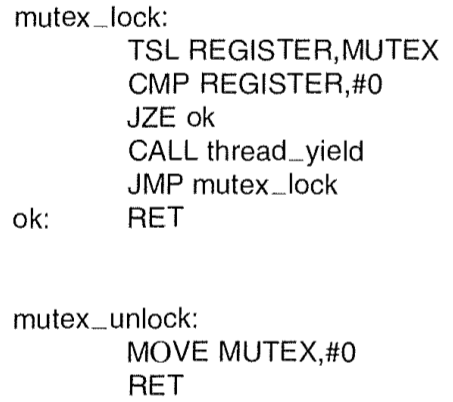 mutex_lock:
TSL REGISTER,MUTEX
CMP REGISTER,#0
JZE ok
CALL thread_yield
JMP mutex_lock
ok: RET
mutex_unlock:
MOVE MUTEX,#0
RET